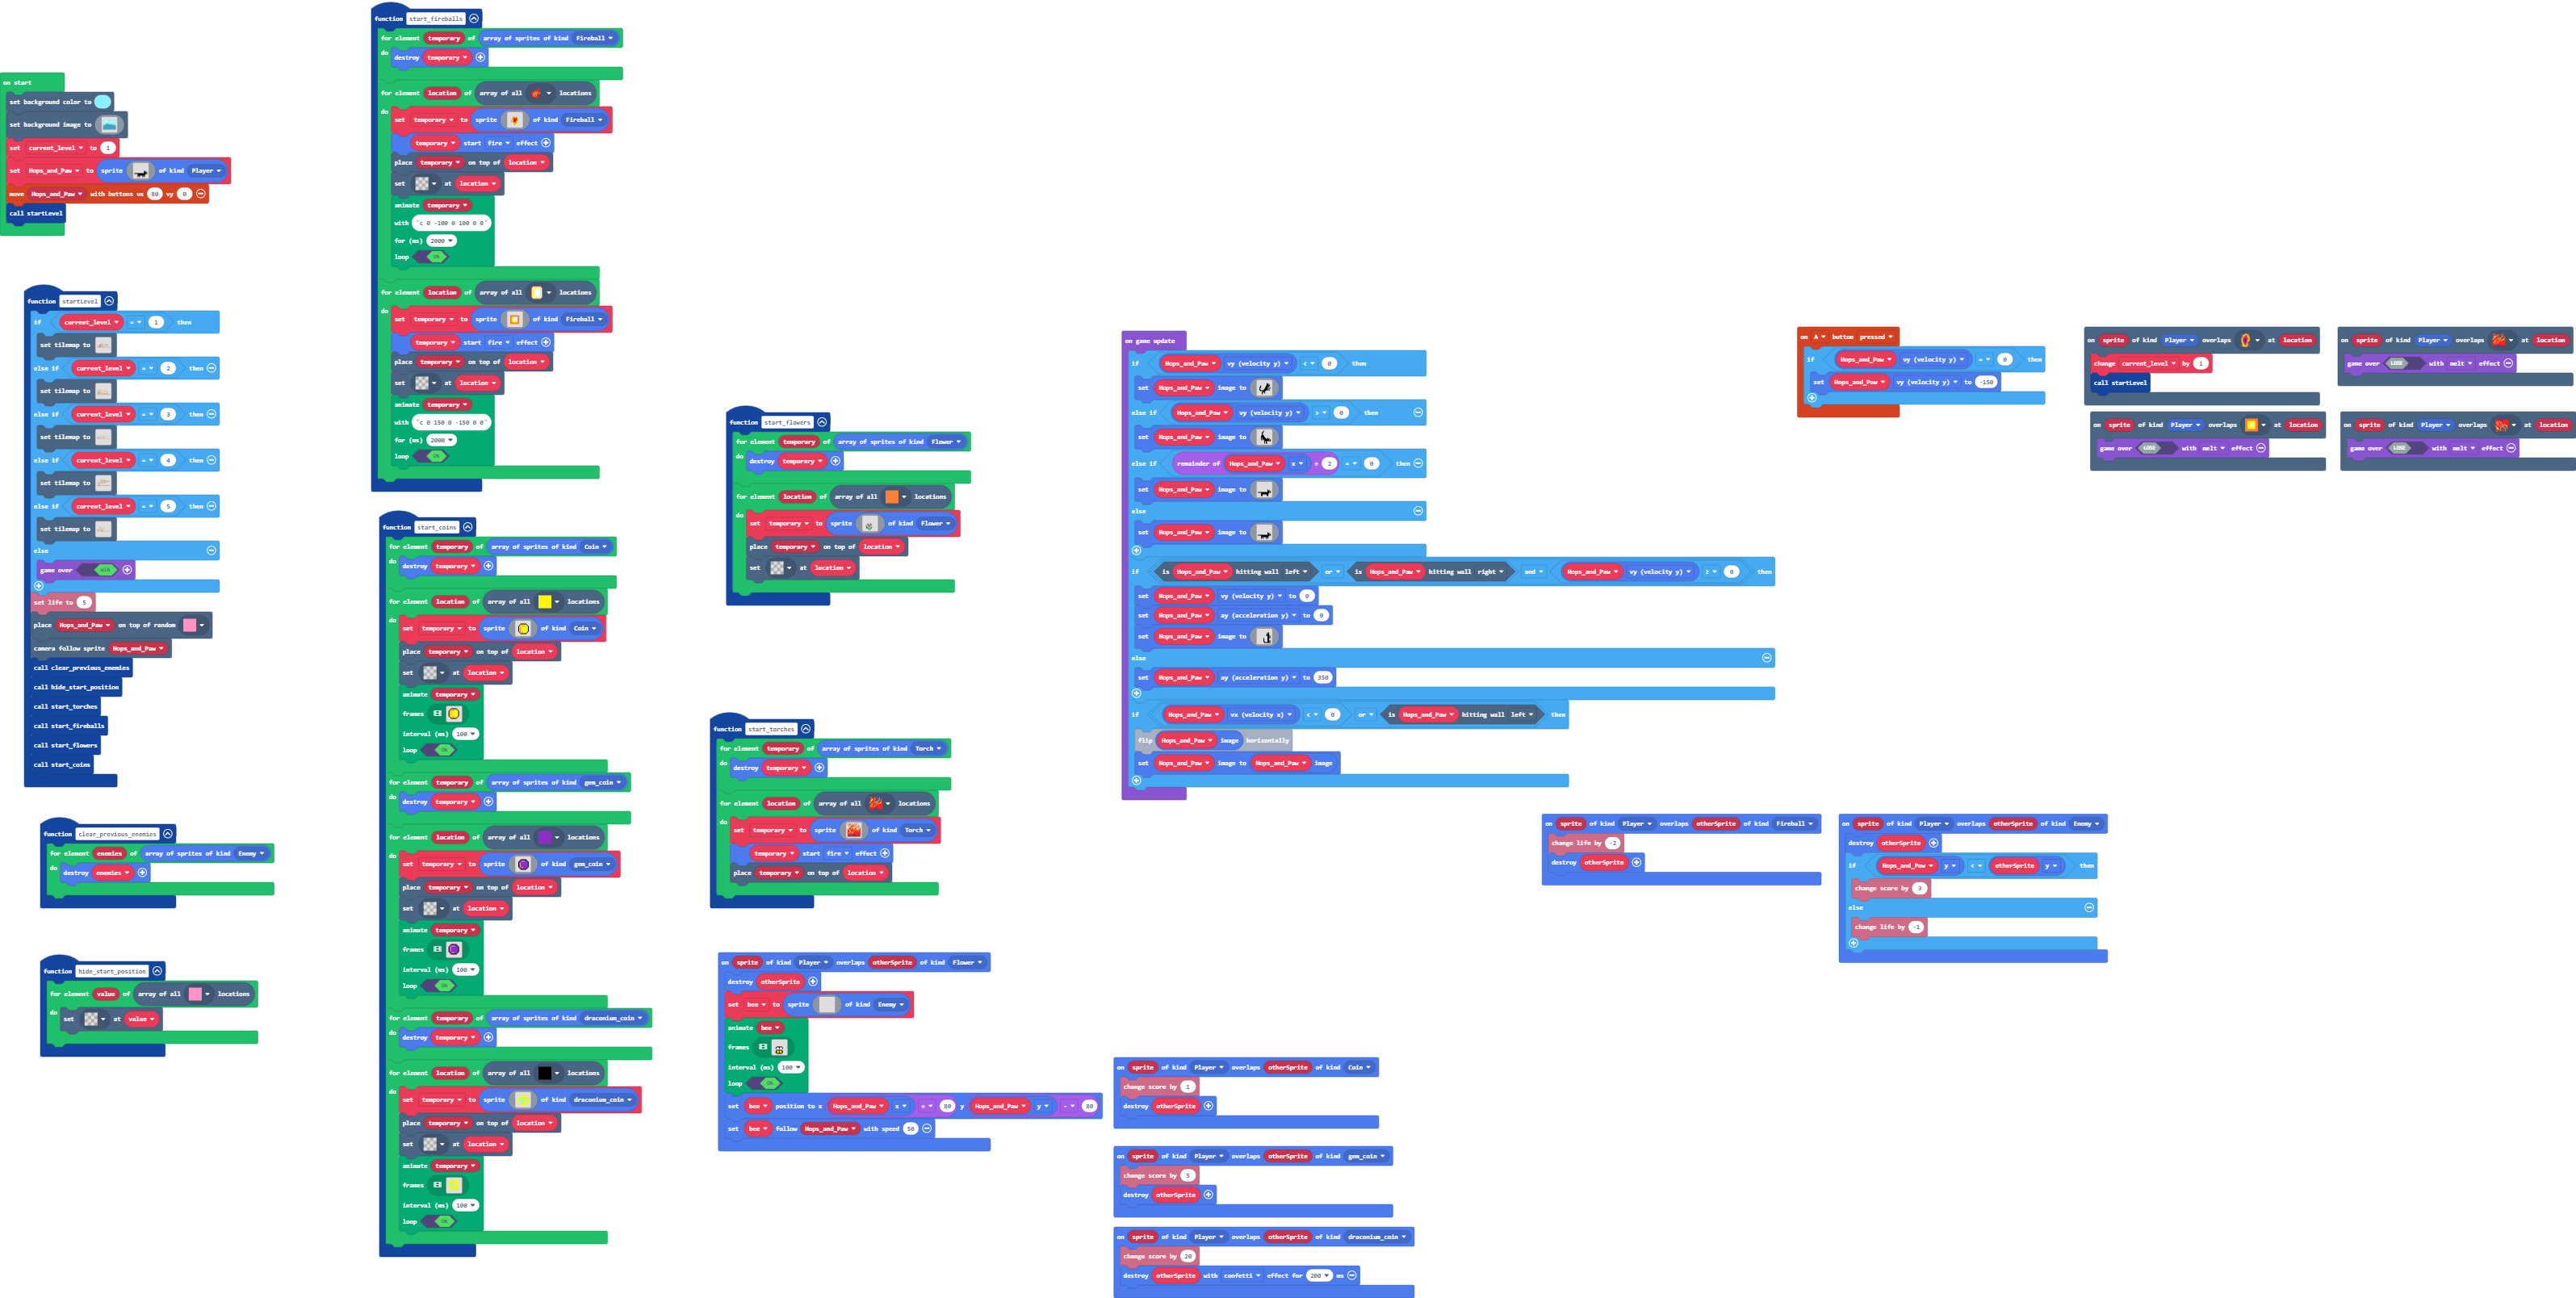 on start
set background color to
set background image to
set current_level to 1
set Hops_and_Paw to sprite of kind Player
move Hops_and_Paw with buttons vx 80 vy 0
call startLevel
function startLevel
if current_level = 1 then
set tilemap to
else if current_level = 2 then
set tilemap to
else if current_level = 3 then
set tilemap to
else if current_level = 4 then
set tilemap to
else if current_level = 5 then
set tilemap to
else
game over WIN
set life to 5
place Hops_and_Paw on top of random
camera follow sprite Hops_and_Paw
call clear_previous_enemies
call hide_start_position
call start_torches
call start_fireballs
call start_flowers
call start_coins
function clear_previous_enemies
for element enemies of array of sprites of kind Enemy
do destroy enemies
function hide_start_position
for element value of array of all locations
do set at value
function start_fireballs
for element temporary of array of sprites of kind Fireball
do destroy temporary
for element location of array of all locations
do set temporary to sprite of kind Fireball
temporary start fire effect
place temporary on top of location
set at location
animate temporary
with "c 0 -100 0 100 0 0"
for (ms) 2000
loop ON
for element location of array of all locations
do set temporary to sprite of kind Fireball
temporary start fire effect
place temporary on top of location
set at location
animate temporary
with "c 0 150 0 -150 0 0"
for (ms) 2000
loop ON
function start_coins
for element temporary of array of sprites of kind Coin
do destroy temporary
for element location of array of all locations
do set temporary to sprite of kind Coin
place temporary on top of location
set at location
animate temporary
frames
interval (ms) 100
loop ON
for element temporary of array of sprites of kind gem_coin
do destroy temporary
for element location of array of all locations
do set temporary to sprite of kind gem_coin
place temporary on top of location
set at location
animate temporary
frames
interval (ms) 100
loop ON
for element temporary of array of sprites of kind draconium_coin
do destroy temporary
for element location of array of all locations
do set temporary to sprite of kind draconium_coin
place temporary on top of location
set at location
animate temporary
frames
interval (ms) 100
loop ON
function start_flowers
for element temporary of array of sprites of kind Flower
do destroy temporary
for element location of array of all locations
do set temporary to sprite of kind Flower
place temporary on top of location
set at location
function start_torches
for element temporary of array of sprites of kind Torch
do destroy temporary
for element location of array of all locations
do set temporary to sprite of kind Torch
temporary start fire effect
place temporary on top of location
on sprite of kind Player overlaps otherSprite of kind Flower
destroy otherSprite
set bee to sprite of kind Enemy
animate bee
frames
interval (ms) 100
loop ON
set bee position to x Hops_and_Paw x + 80 y Hops_and_Paw y - 80
set bee follow Hops_and_Paw with speed 50
on game update
if Hops_and_Paw vy (velocity y) < 0 then
set Hops_and_Paw image to
else if Hops_and_Paw vy (velocity y) > 0 then
set Hops_and_Paw image to
else if remainder of Hops_and_Paw x ÷ 2 = 0 then
set Hops_and_Paw image to
else
set Hops_and_Paw image to
if is Hops_and_Paw hitting wall left or is Hops_and_Paw hitting wall right and Hops_and_Paw vy (velocity y) ≥ 0 then
set Hops_and_Paw vy (velocity y) to 0
set Hops_and_Paw ay (acceleration y) to 0
set Hops_and_Paw image to
else
set Hops_and_Paw ay (acceleration y) to 350
if Hops_and_Paw vx (velocity x) < 0 or is Hops_and_Paw hitting wall left then
flip Hops_and_Paw image horizontally
set Hops_and_Paw image to Hops_and_Paw image
on sprite of kind Player overlaps otherSprite of kind Coin
change score by 1
destroy otherSprite
on sprite of kind Player overlaps otherSprite of kind gem_coin
change score by 5
destroy otherSprite
on sprite of kind Player overlaps otherSprite of kind draconium_coin
change score by 20
destroy otherSprite with confetti effect for 200 ms
on sprite of kind Player overlaps otherSprite of kind Fireball
change life by -2
destroy otherSprite
on sprite of kind Player overlaps otherSprite of kind Enemy
destroy otherSprite
if Hops_and_Paw y < otherSprite y then
change score by 3
else
change life by -1
on A button pressed
if Hops_and_Paw vy (velocity y) = 0 then
set Hops_and_Paw vy (velocity y) to -150
on sprite of kind Player overlaps at location
change current_level by 1
call startLevel
on sprite of kind Player overlaps at location
game over LOSE with melt effect
on sprite of kind Player overlaps at location
game over LOSE with melt effect
on sprite of kind Player overlaps at location
game over LOSE with melt effect